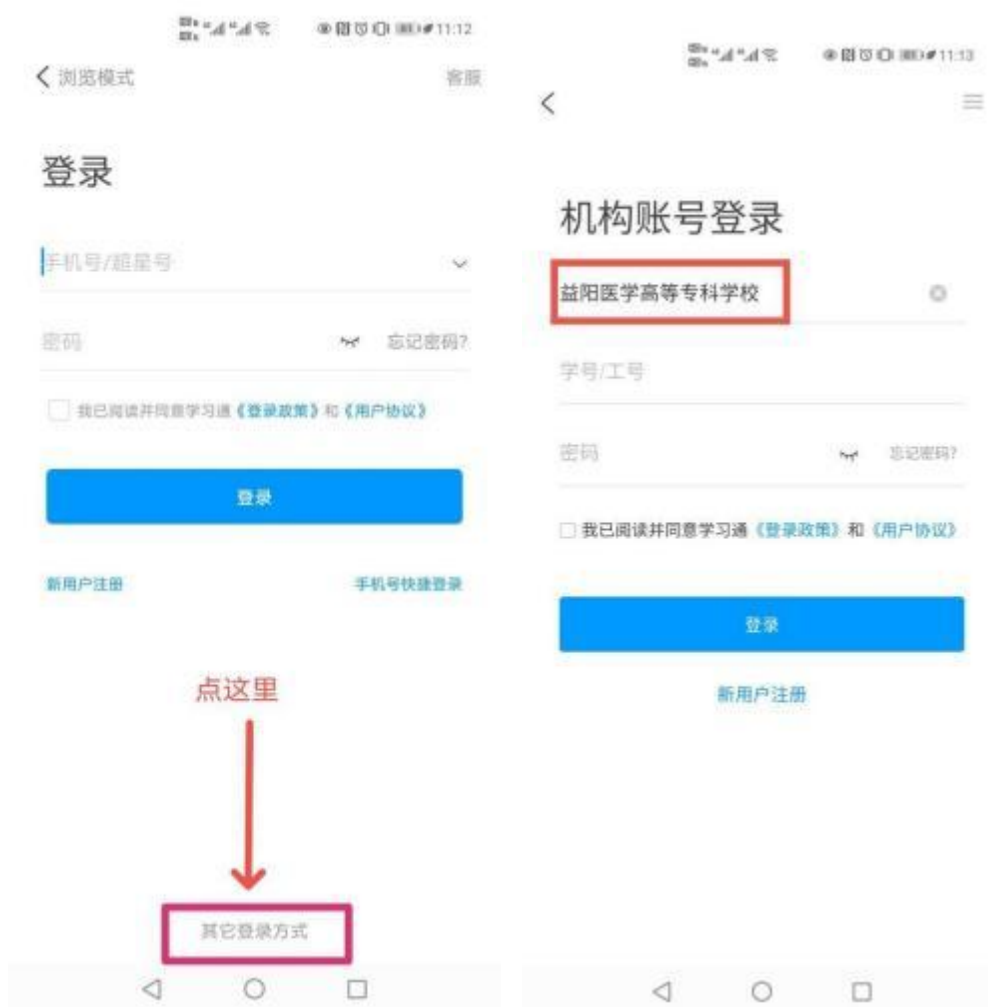 11:12
浏览模式
客服
登录
手机号/超星号
密码
忘记密码?
我已阅读并同意学习通《登录政策》和《用户协议》
登录
新用户注册
手机号快捷登录
点这里
其它登录方式
11:13
机构账号登录
益阳医学高等专科学校
学号/工号
密码
忘记密码?
我已阅读并同意学习通《登录政策》和《用户协议》
登录
新用户注册